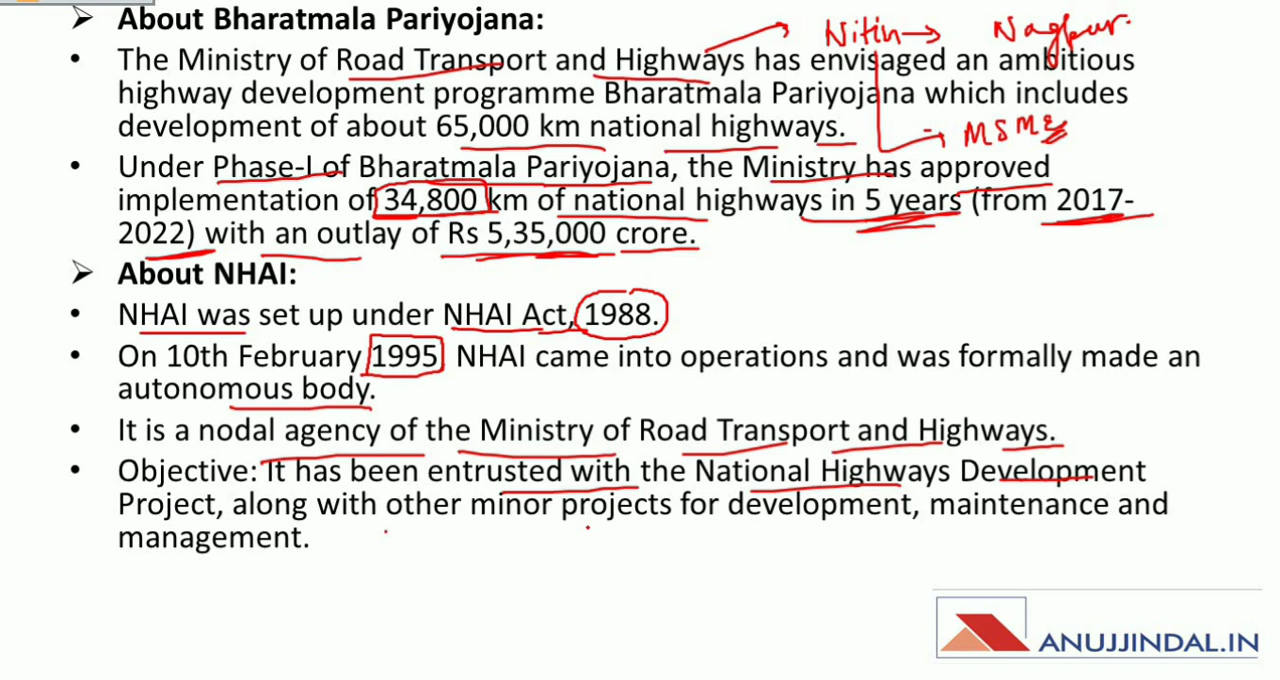 ➢ About Bharatmala Pariyojana:
Nitin → Nagpur.
• The Ministry of Road Transport and Highways has envisaged an ambitious
highway development programme Bharatmala Pariyojana which includes
development of about 65,000 km national highways.
→ MSME
• Under Phase-I of Bharatmala Pariyojana, the Ministry has approved
implementation of 34,800 km of national highways in 5 years (from 2017-
2022) with an outlay of Rs 5,35,000 crore.
➢ About NHAI:
• NHAI was set up under NHAI Act, 1988.
• On 10th February 1995 NHAI came into operations and was formally made an
autonomous body.
• It is a nodal agency of the Ministry of Road Transport and Highways.
• Objective: It has been entrusted with the National Highways Development
Project, along with other minor projects for development, maintenance and
management.
ANUJJINDAL.IN